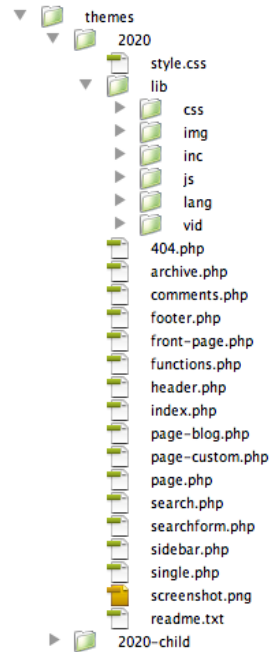 themes
2020
style.css
lib
css
img
inc
js
lang
vid
404.php
archive.php
comments.php
footer.php
front-page.php
functions.php
header.php
index.php
page-blog.php
page-custom.php
page.php
search.php
searchform.php
sidebar.php
single.php
screenshot.png
readme.txt
2020-child